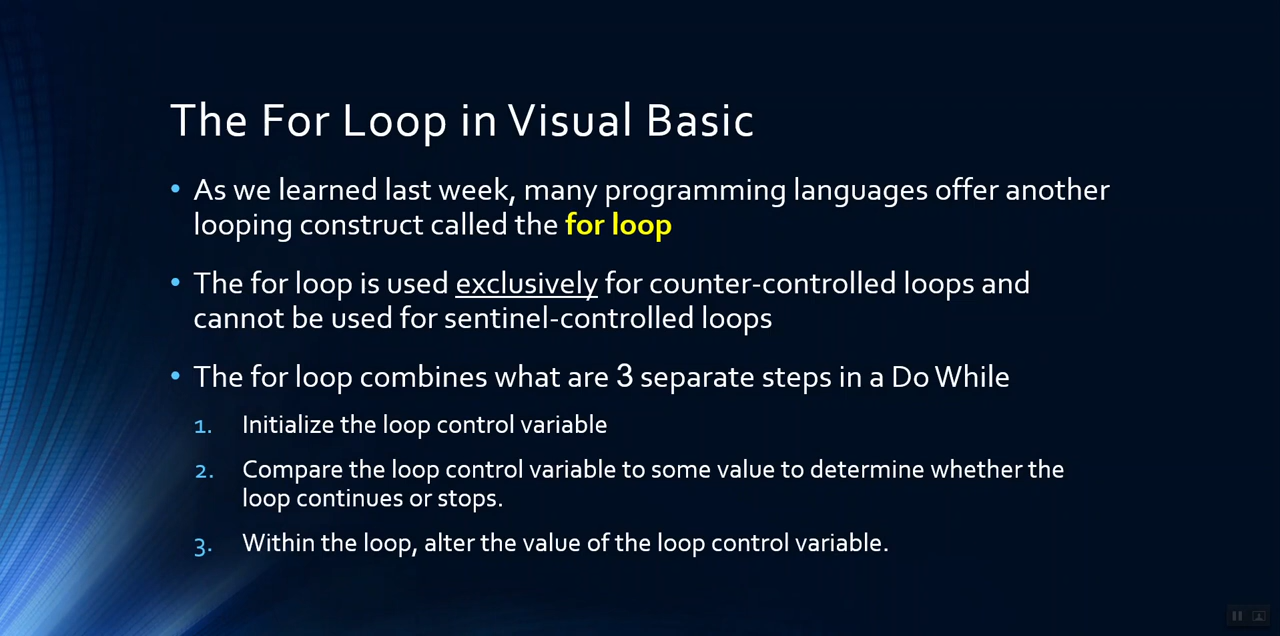 The For Loop in Visual Basic
• As we learned last week, many programming languages offer another
looping construct called the for loop
• The for loop is used exclusively for counter-controlled loops and
cannot be used for sentinel-controlled loops
• The for loop combines what are 3 separate steps in a Do While
1. Initialize the loop control variable
2. Compare the loop control variable to some value to determine whether the
loop continues or stops.
3. Within the loop, alter the value of the loop control variable.